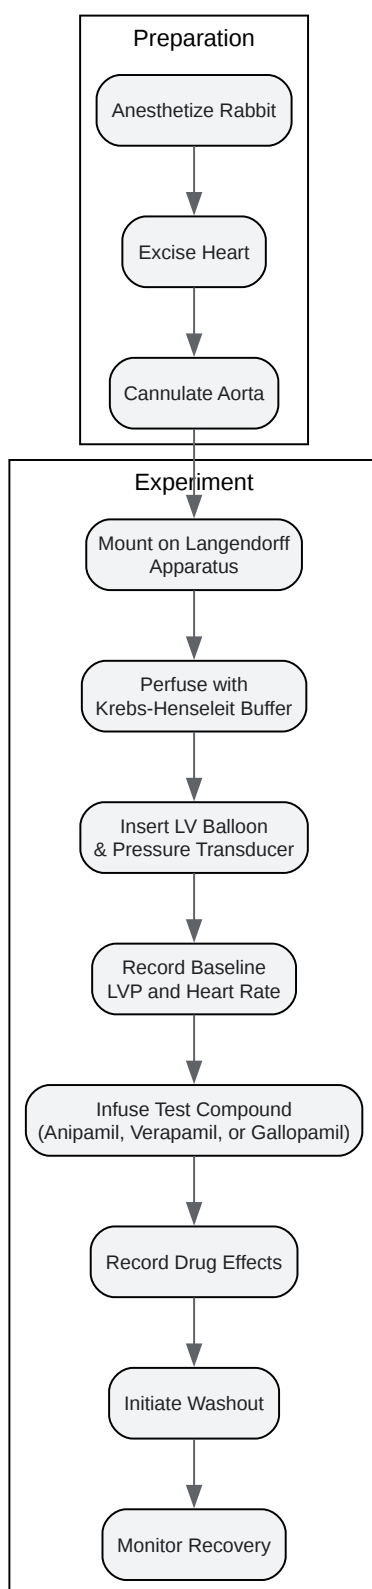 Preparation
Anesthetize Rabbit
Excise Heart
Cannulate Aorta
Experiment
Mount on Langendorff
Apparatus
Perfuse with
Krebs-Henseleit Buffer
Insert LV Balloon
& Pressure Transducer
Record Baseline
LVP and Heart Rate
Infuse Test Compound
(Anipamil, Verapamil, or Gallopamil)
Record Drug Effects
Initiate Washout
Monitor Recovery